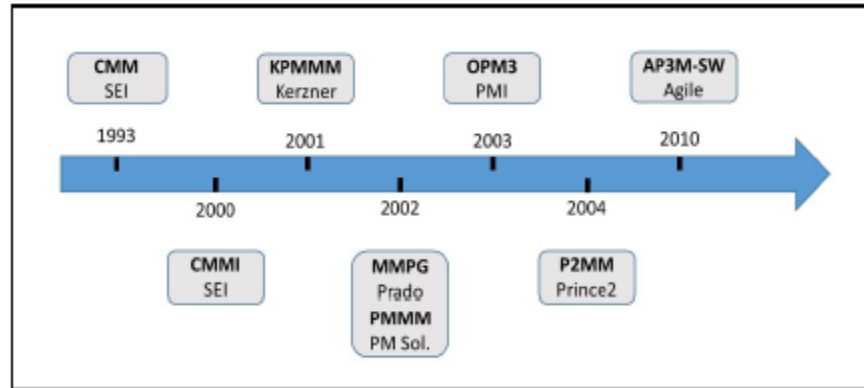 CMM
SEI
KPMMM
Kerzner
OPM3
PMI
AP3M-SW
Agile
1993
2001
2003
2010
2000
2002
2004
CMMI
SEI
MMPG
Prado
PMMM
PM Sol.
P2MM
Prince2